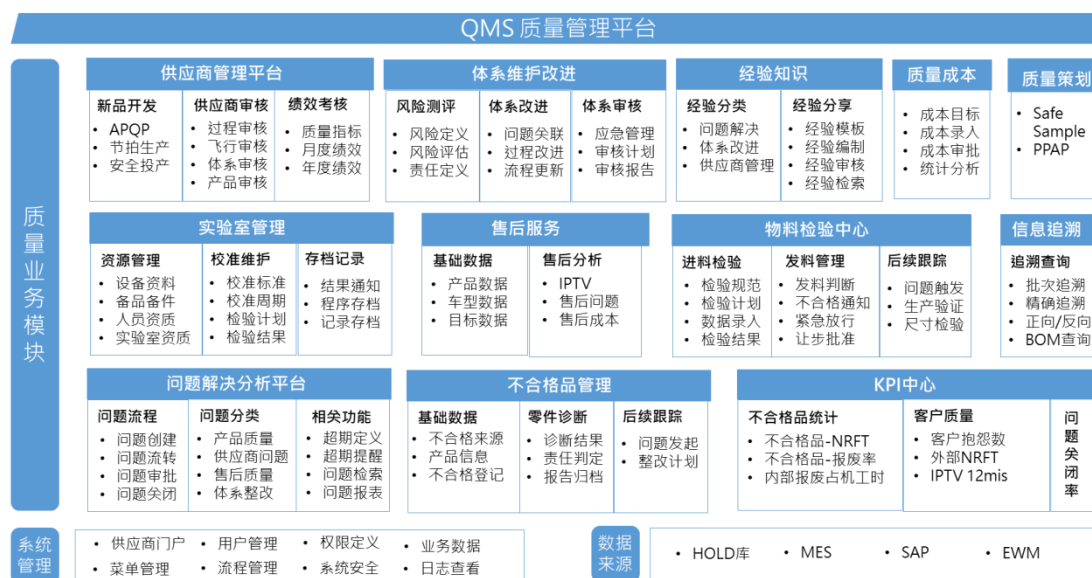 QMS 质量管理平台
质量业务模块
供应商管理平台
新品开发
• APQP
• 节拍生产
• 安全投产
供应商审核
• 过程审核
• 飞行审核
• 体系审核
• 产品审核
绩效考核
• 质量指标
• 月度绩效
• 年度绩效
体系维护改进
风险测评
• 风险定义
• 风险评估
• 责任定义
体系改进
• 问题关联
• 过程改进
• 流程更新
体系审核
• 应急管理
• 审核计划
• 审核报告
经验知识
经验分类
• 问题解决
• 体系改进
• 供应商管理
经验分享
• 经验模板
• 经验编制
• 经验审核
• 经验检索
质量成本
• 成本目标
• 成本录入
• 成本审批
• 统计分析
质量策划
• Safe
Sample
• PPAP
实验室管理
资源管理
• 设备资料
• 备品备件
• 人员资质
• 实验室资质
校准维护
• 校准标准
• 校准周期
• 检验计划
• 检验结果
存档记录
• 结果通知
• 程序存档
• 记录存档
售后服务
基础数据
• 产品数据
• 车型数据
• 目标数据
售后分析
• IPTV
• 售后问题
• 售后成本
物料检验中心
进料检验
• 检验规范
• 检验计划
• 数据录入
• 检验结果
发料管理
• 发料判断
• 不合格通知
• 紧急放行
• 让步批准
后续跟踪
• 问题触发
• 生产验证
• 尺寸检验
信息追溯
追溯查询
• 批次追溯
• 精确追溯
• 正向/反向
• BOM查询
问题解决分析平台
问题流程
• 问题创建
• 问题流转
• 问题审批
• 问题关闭
问题分类
• 产品质量
• 供应商问题
• 售后质量
• 体系整改
相关功能
• 超期定义
• 超期提醒
• 问题检索
• 问题报表
不合格品管理
基础数据
• 不合格来源
• 产品信息
• 不合格登记
零件诊断
• 诊断结果
• 责任判定
• 报告归档
后续跟踪
• 问题发起
• 整改计划
KPI中心
不合格品统计
• 不合格品-NRFT
• 不合格品-报废率
• 内部报废占机工时
客户质量
• 客户抱怨数
• 外部NRFT
• IPTV 12mis
问题关闭率
系统
管理
• 供应商门户 • 用户管理 • 权限定义 • 业务数据
• 菜单管理 • 流程管理 • 系统安全 • 日志查看
数据
来源
• HOLD库 • MES • SAP • EWM